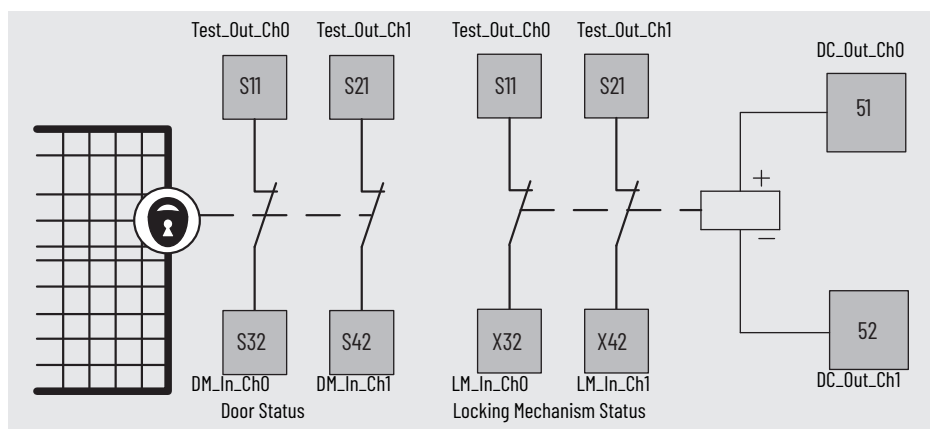 Test_Out_Ch0 Test_Out_Ch1 Test_Out_Ch0 Test_Out_Ch1
DC_Out_Ch0
S11 S21 S11 S21
51
+
–
S32 S42 X32 X42
52
DM_In_Ch0 DM_In_Ch1 LM_In_Ch0 LM_In_Ch1
DC_Out_Ch1
Door Status Locking Mechanism Status